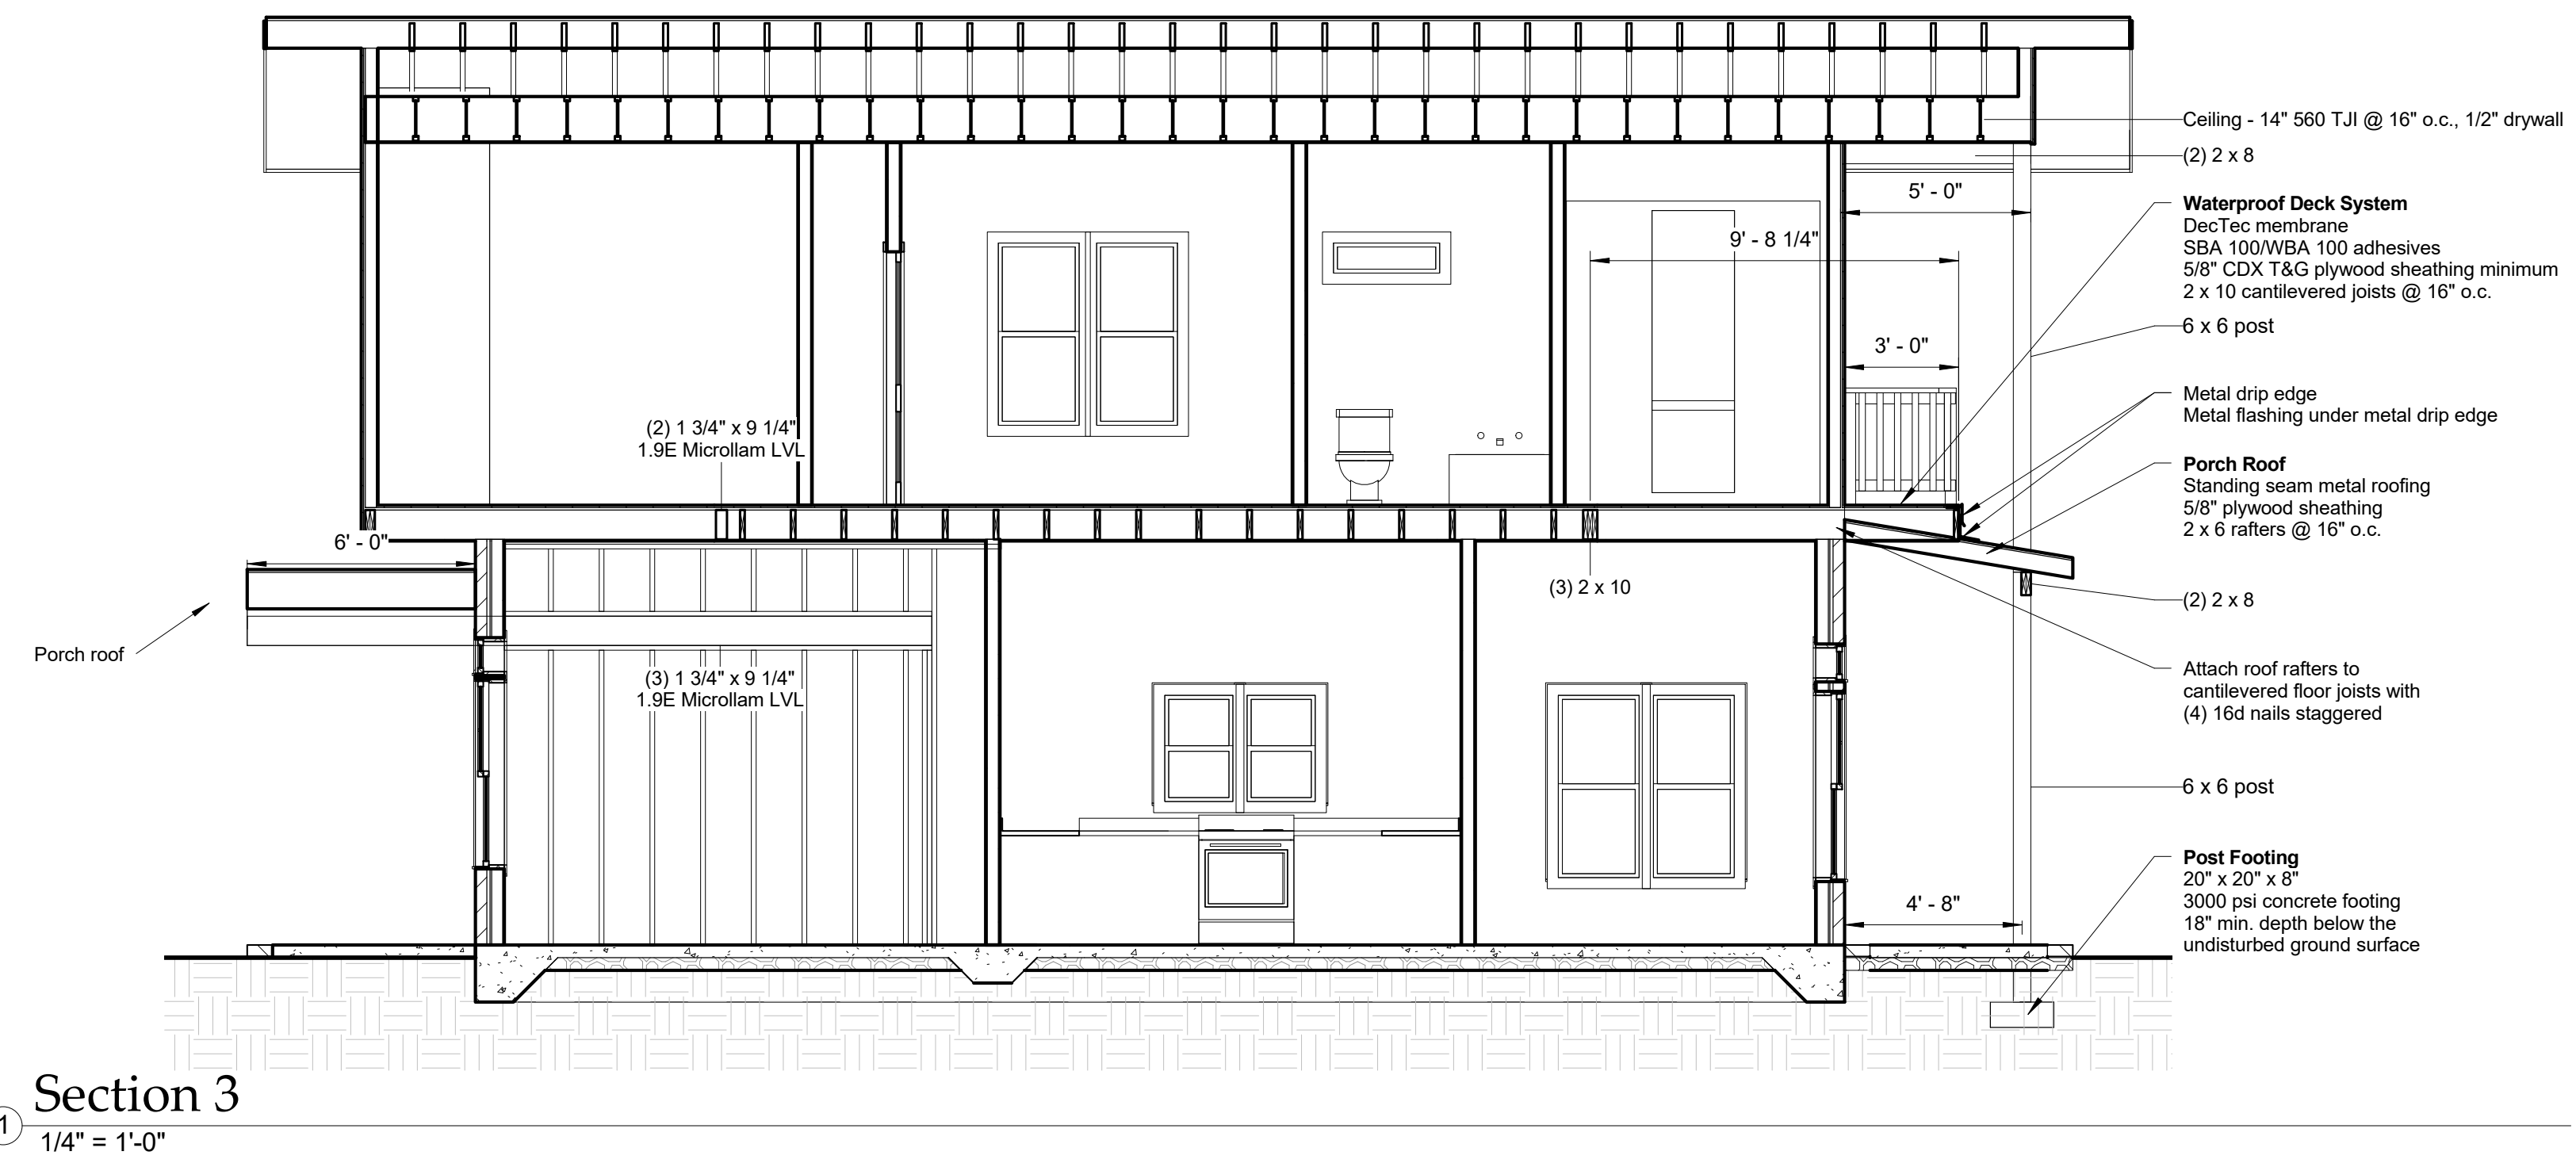 Ceiling - 14" 560 TJI @ 16" o.c., 1/2" drywall
(2) 2 x 8
5' - 0"
Waterproof Deck System
DecTec membrane
SBA 100/WBA 100 adhesives
5/8" CDX T&G plywood sheathing minimum
2 x 10 cantilevered joists @ 16" o.c.
9' - 8 1/4"
6 x 6 post
3' - 0"
Metal drip edge
Metal flashing under metal drip edge
(2) 1 3/4" x 9 1/4"
1.9E Microllam LVL
Porch Roof
Standing seam metal roofing
5/8" plywood sheathing
2 x 6 rafters @ 16" o.c.
6' - 0"
(3) 2 x 10
(2) 2 x 8
Porch roof
(3) 1 3/4" x 9 1/4"
1.9E Microllam LVL
Attach roof rafters to
cantilevered floor joists with
(4) 16d nails staggered
6 x 6 post
Post Footing
20" x 20" x 8"
3000 psi concrete footing
18" min. depth below the
undisturbed ground surface
4' - 8"
1
Section 3
1/4" = 1'-0"